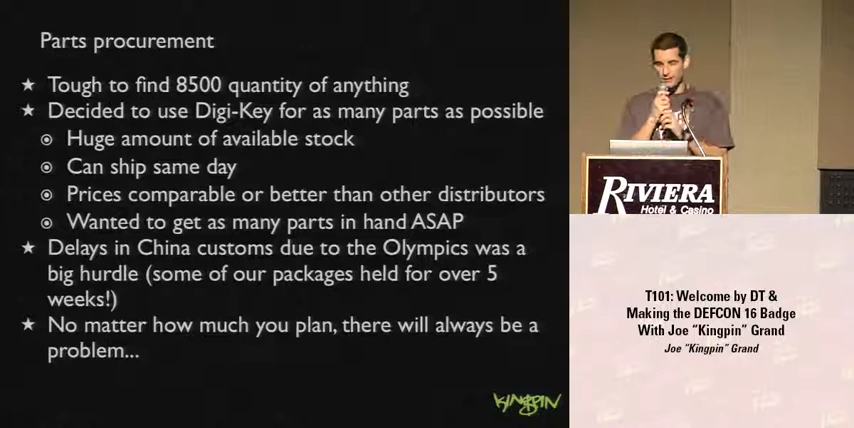 Parts procurement
★ Tough to find 8500 quantity of anything
★ Decided to use Digi-Key for as many parts as possible
⦿ Huge amount of available stock
⦿ Can ship same day
⦿ Prices comparable or better than other distributors
⦿ Wanted to get as many parts in hand ASAP
★ Delays in China customs due to the Olympics was a
big hurdle (some of our packages held for over 5
weeks!)
★ No matter how much you plan, there will always be a
problem...
KINGPIN
RIVIERA
Hotel & Casino
T101: Welcome by DT &
Making the DEFCON 16 Badge
With Joe “Kingpin” Grand
Joe “Kingpin” Grand